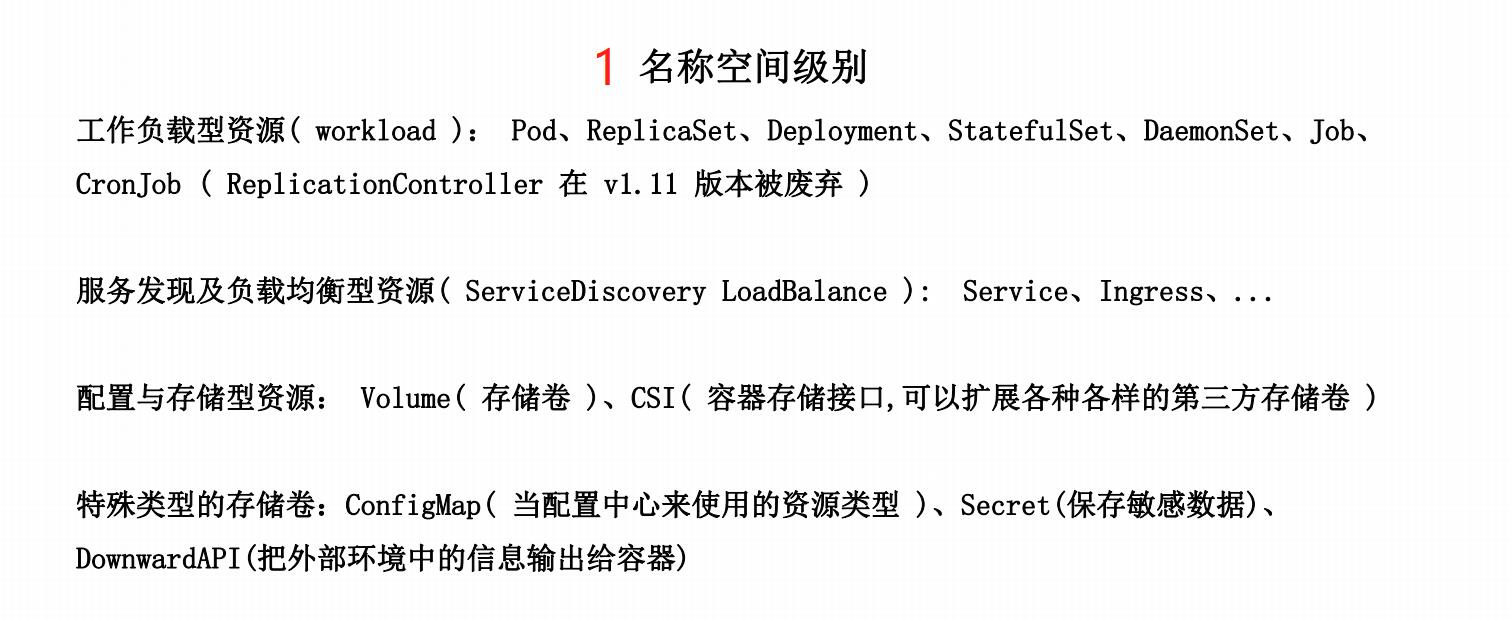 1 名称空间级别
工作负载型资源( workload ): Pod、ReplicaSet、Deployment、StatefulSet、DaemonSet、Job、
CronJob ( ReplicationController 在 v1.11 版本被废弃 )
服务发现及负载均衡型资源( ServiceDiscovery LoadBalance ): Service、Ingress、...
配置与存储型资源: Volume( 存储卷 )、CSI( 容器存储接口,可以扩展各种各样的第三方存储卷 )
特殊类型的存储卷:ConfigMap( 当配置中心来使用的资源类型 )、Secret(保存敏感数据)、
DownwardAPI(把外部环境中的信息输出给容器)